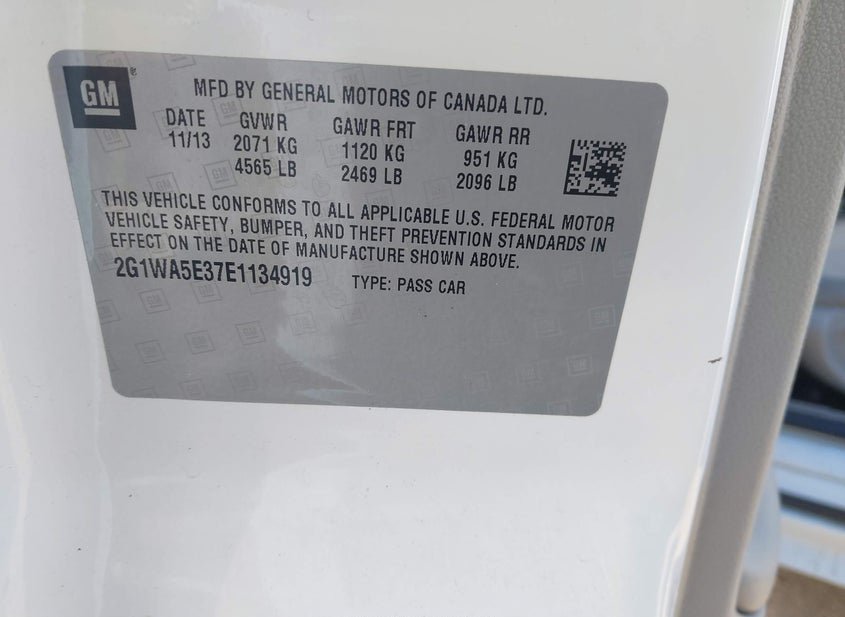 GM
MFD BY GENERAL MOTORS OF CANADA LTD.
DATE GVWR GAWR FRT GAWR RR
11/13 2071 KG 1120 KG 951 KG
4565 LB 2469 LB 2096 LB
THIS VEHICLE CONFORMS TO ALL APPLICABLE U.S. FEDERAL MOTOR
VEHICLE SAFETY, BUMPER, AND THEFT PREVENTION STANDARDS IN
EFFECT ON THE DATE OF MANUFACTURE SHOWN ABOVE.
2G1WA5E37E1134919 TYPE: PASS CAR